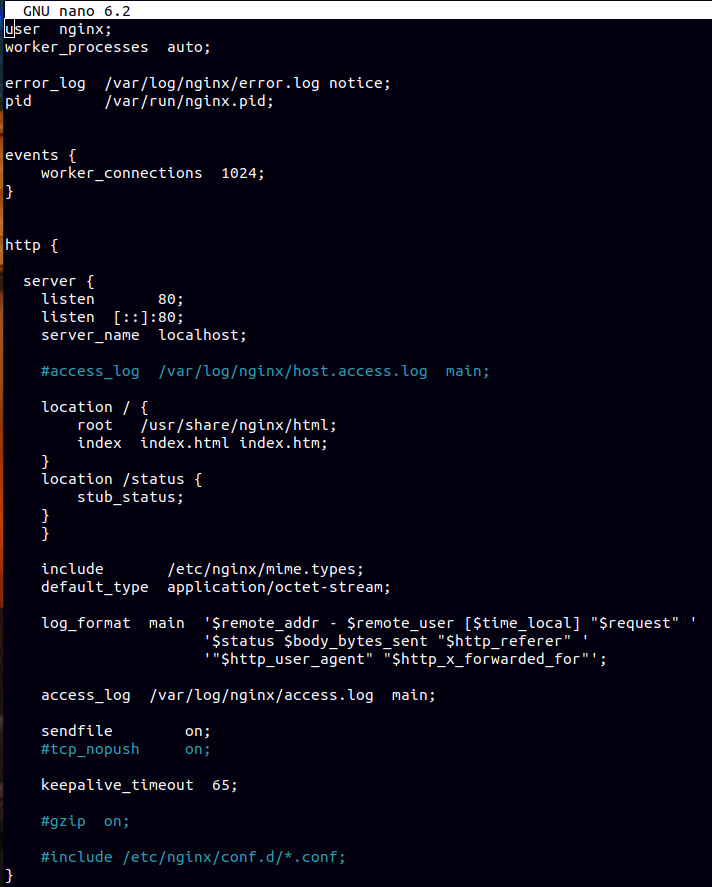 GNU nano 6.2
user  nginx;
worker_processes  auto;
error_log  /var/log/nginx/error.log notice;
pid        /var/run/nginx.pid;
events {
    worker_connections  1024;
}
http {
  server {
    listen       80;
    listen  [::]:80;
    server_name  localhost;
    #access_log  /var/log/nginx/host.access.log  main;
    location / {
        root   /usr/share/nginx/html;
        index  index.html index.htm;
    }
    location /status {
        stub_status;
    }
    }
    include       /etc/nginx/mime.types;
    default_type  application/octet-stream;
    log_format  main  '$remote_addr - $remote_user [$time_local] "$request" '
                      '$status $body_bytes_sent "$http_referer" '
                      '"$http_user_agent" "$http_x_forwarded_for"';
    access_log  /var/log/nginx/access.log  main;
    sendfile        on;
    #tcp_nopush     on;
    keepalive_timeout  65;
    #gzip  on;
    #include /etc/nginx/conf.d/*.conf;
}